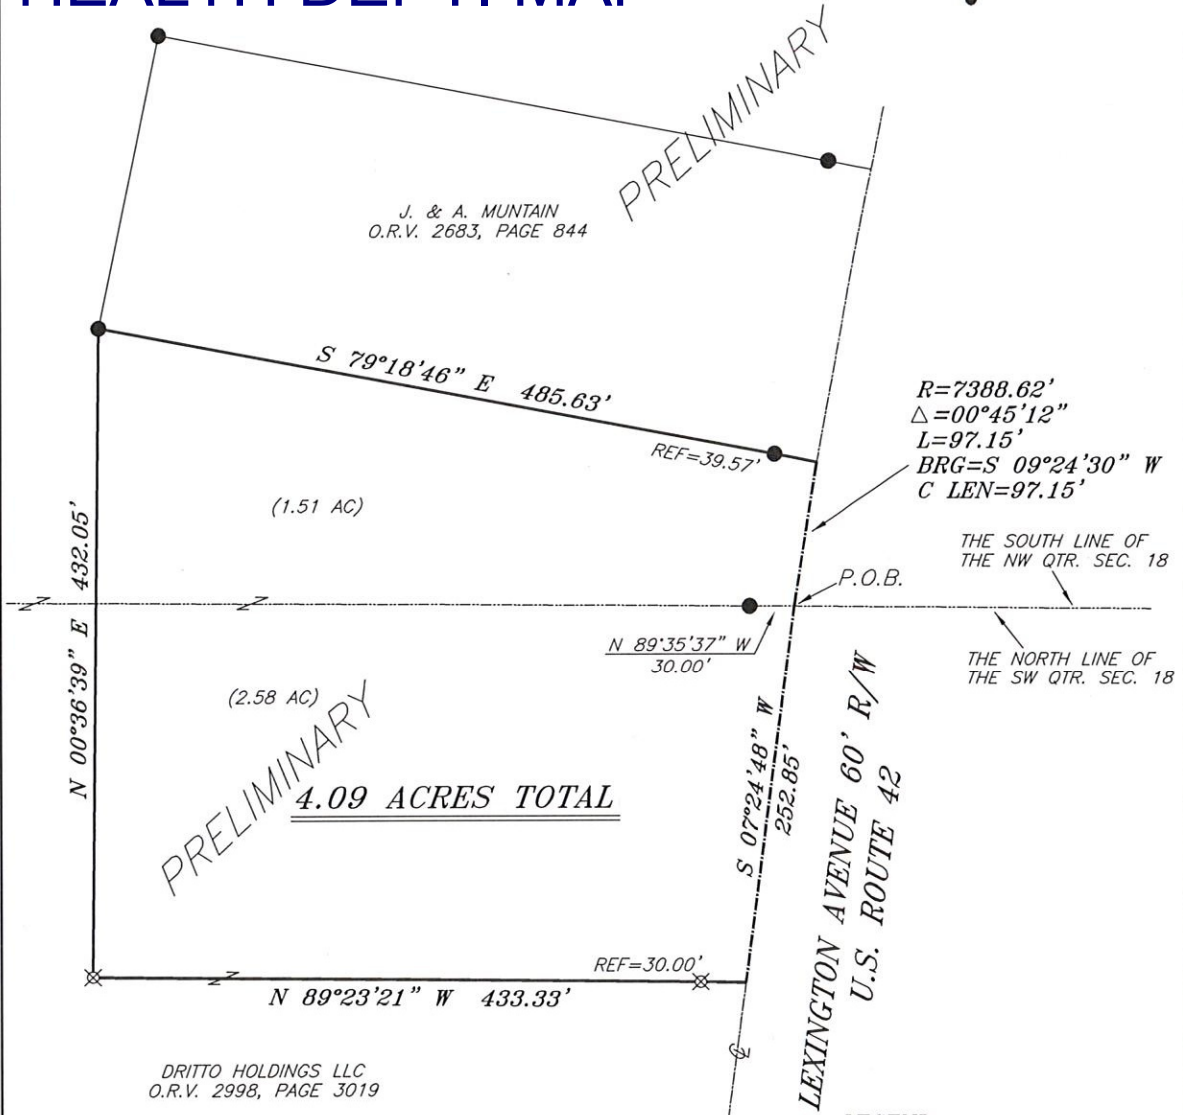 HEALTH DEPT. MAP
PRELIMINARY
J. & A. MUNTAIN
O.R.V. 2683, PAGE 844
S 79°18'46" E 485.63'
REF=39.57'
R=7388.62'
△=00°45'12"
L=97.15'
BRG=S 09°24'30" W
C LEN=97.15'
(1.51 AC)
N 00°36'39" E 432.05'
THE SOUTH LINE OF
THE NW QTR. SEC. 18
P.O.B.
N 89°35'37" W
30.00'
THE NORTH LINE OF
THE SW QTR. SEC. 18
(2.58 AC)
PRELIMINARY
4.09 ACRES TOTAL
S 07°24'48" W
252.85'
LEXINGTON AVENUE 60' R/W
U.S. ROUTE 42
REF=30.00'
N 89°23'21" W 433.33'
DRITTO HOLDINGS LLC
O.R.V. 2998, PAGE 3019